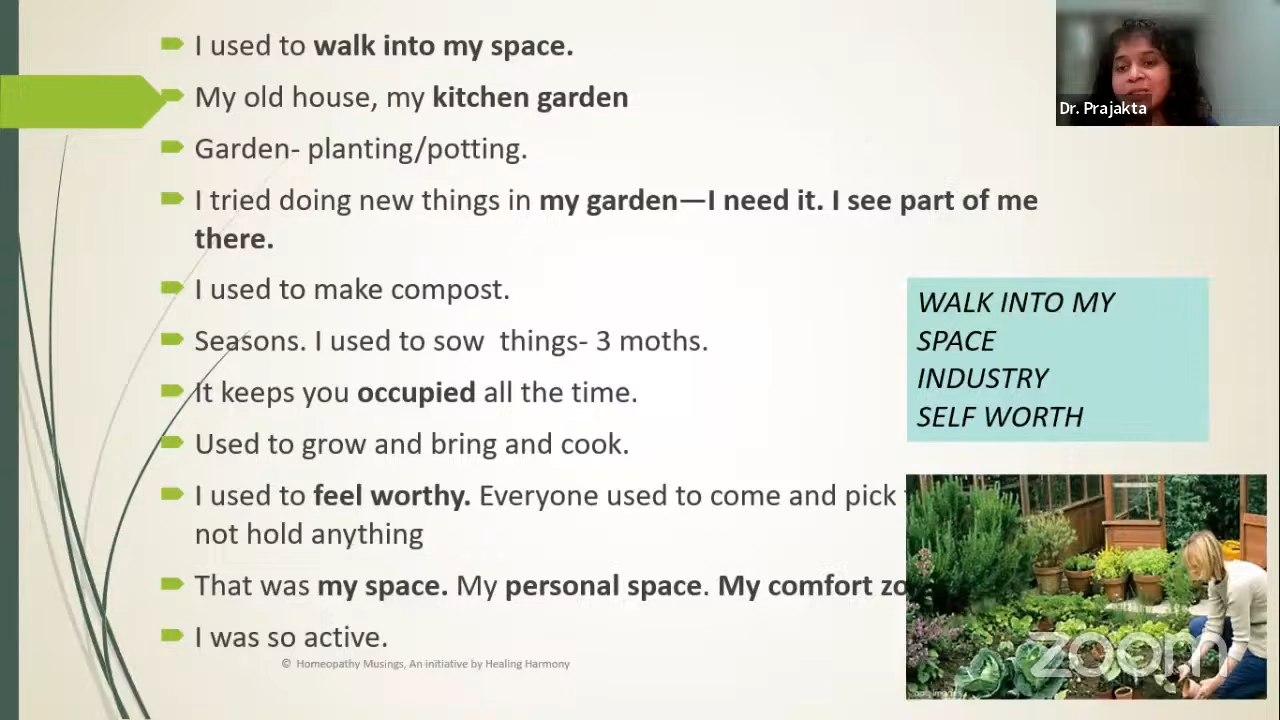 I used to walk into my space.
My old house, my kitchen garden
Garden- planting/potting.
I tried doing new things in my garden—I need it. I see part of me
there.
I used to make compost.
Seasons. I used to sow things- 3 moths.
It keeps you occupied all the time.
Used to grow and bring and cook.
I used to feel worthy. Everyone used to come and pick
not hold anything
That was my space. My personal space. My comfort
I was so active.
© Homeopathy Musings, An initiative by Healing Harmony
WALK INTO MY
SPACE
INDUSTRY
SELF WORTH
Dr. Prajakta
zoom